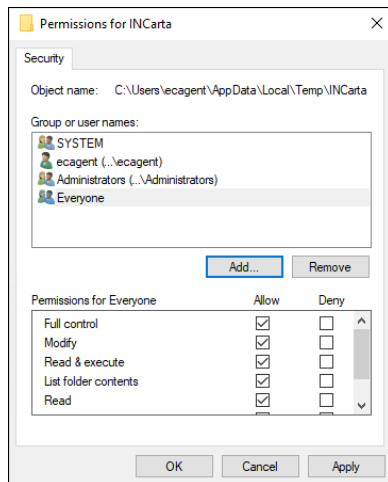 Permissions for INCarta
Security
Object name: C:\Users\ecagent\AppData\Local\Temp\INCarta
Group or user names:
SYSTEM
ecagent (...\ecagent)
Administrators (...\Administrators)
Everyone
Add... Remove
Permissions for Everyone Allow Deny
Full control
Modify
Read & execute
List folder contents
Read
OK Cancel Apply